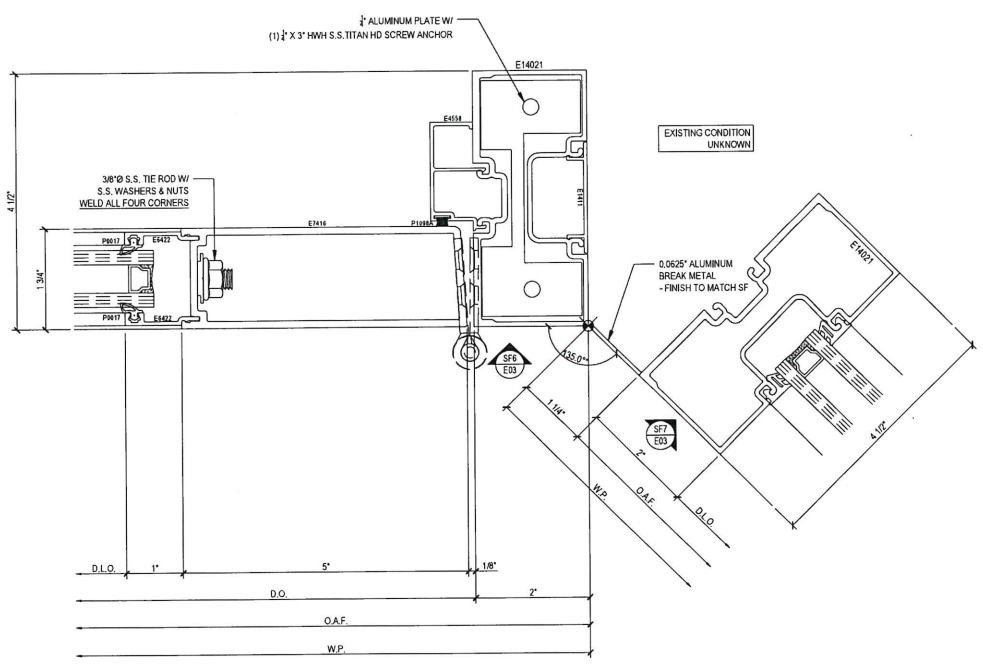 ⅛" ALUMINUM PLATE W/
(1) ¼" X 3" HWH S.S.TITAN HD SCREW ANCHOR
E14021
E4558
EXISTING CONDITION
UNKNOWN
4 1/2"
3/8"Ø S.S. TIE ROD W/
S.S. WASHERS & NUTS
WELD ALL FOUR CORNERS
E1411
E7416
P1098A
P0017
E6422
E14021
0.0625" ALUMINUM
BREAK METAL
- FINISH TO MATCH SF
1 3/4"
P0017
E6422
135.0°
SF6
E03
1 1/4"
4 1/2"
SF7
E03
2"
W.P.
O.A.F.
D.L.O.
D.L.O.
1"
5"
1/8"
D.O.
2"
O.A.F.
W.P.